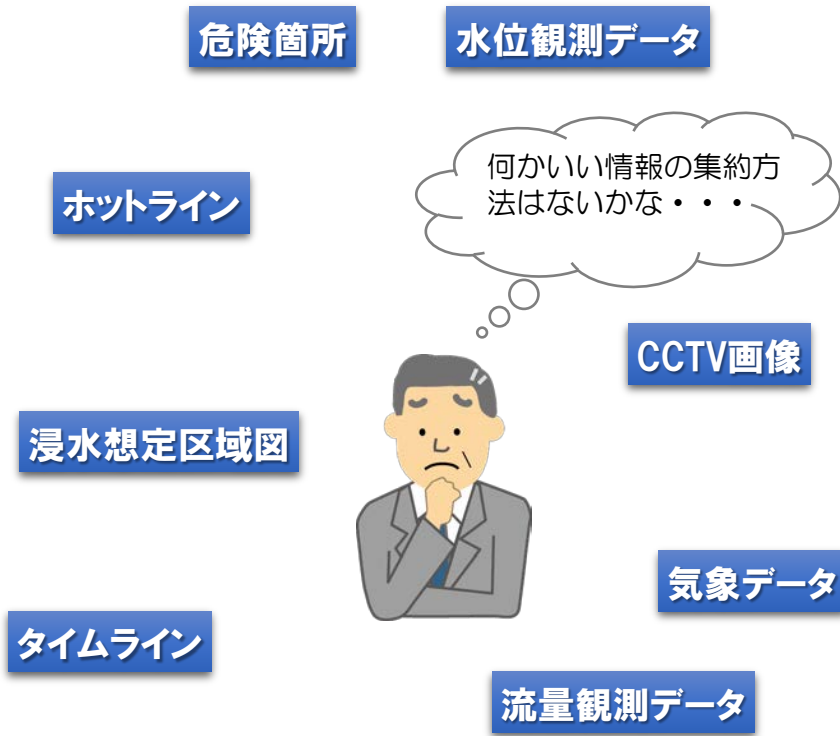 危険箇所
水位観測データ
何かいい情報の集約方
法はないかな・・・
ホットライン
CCTV画像
浸水想定区域図
気象データ
タイムライン
流量観測データ